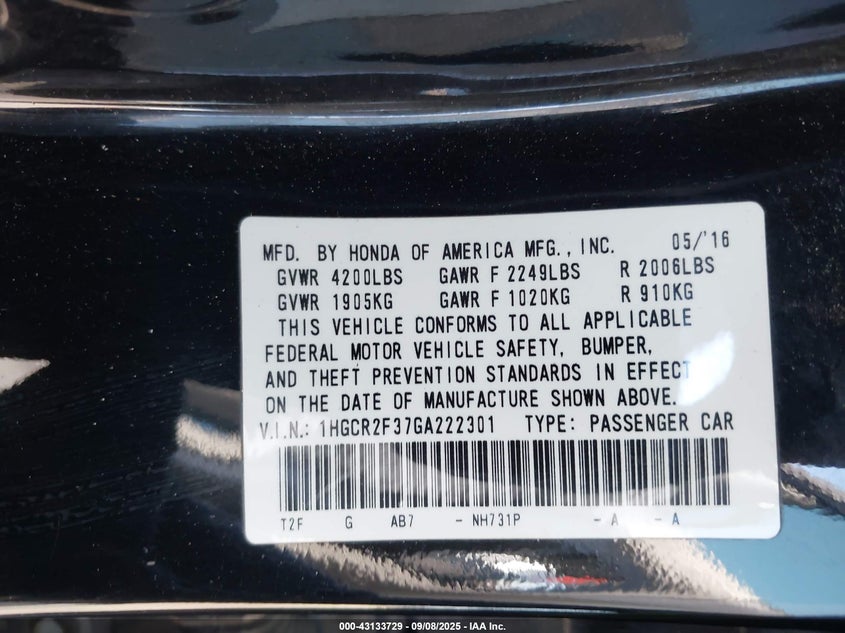 MFD. BY HONDA OF AMERICA MFG., INC. 05/'16
GVWR 4200LBS GAWR F 2249LBS R 2006LBS
GVWR 1905KG GAWR F 1020KG R 910KG
THIS VEHICLE CONFORMS TO ALL APPLICABLE
FEDERAL MOTOR VEHICLE SAFETY, BUMPER,
AND THEFT PREVENTION STANDARDS IN EFFECT
ON THE DATE OF MANUFACTURE SHOWN ABOVE.
V.I.N.: 1HGCR2F37GA222301 TYPE: PASSENGER CAR
T2F G AB7 - NH731P - A - A
000-43133729 - 09/08/2025 - IAA Inc.